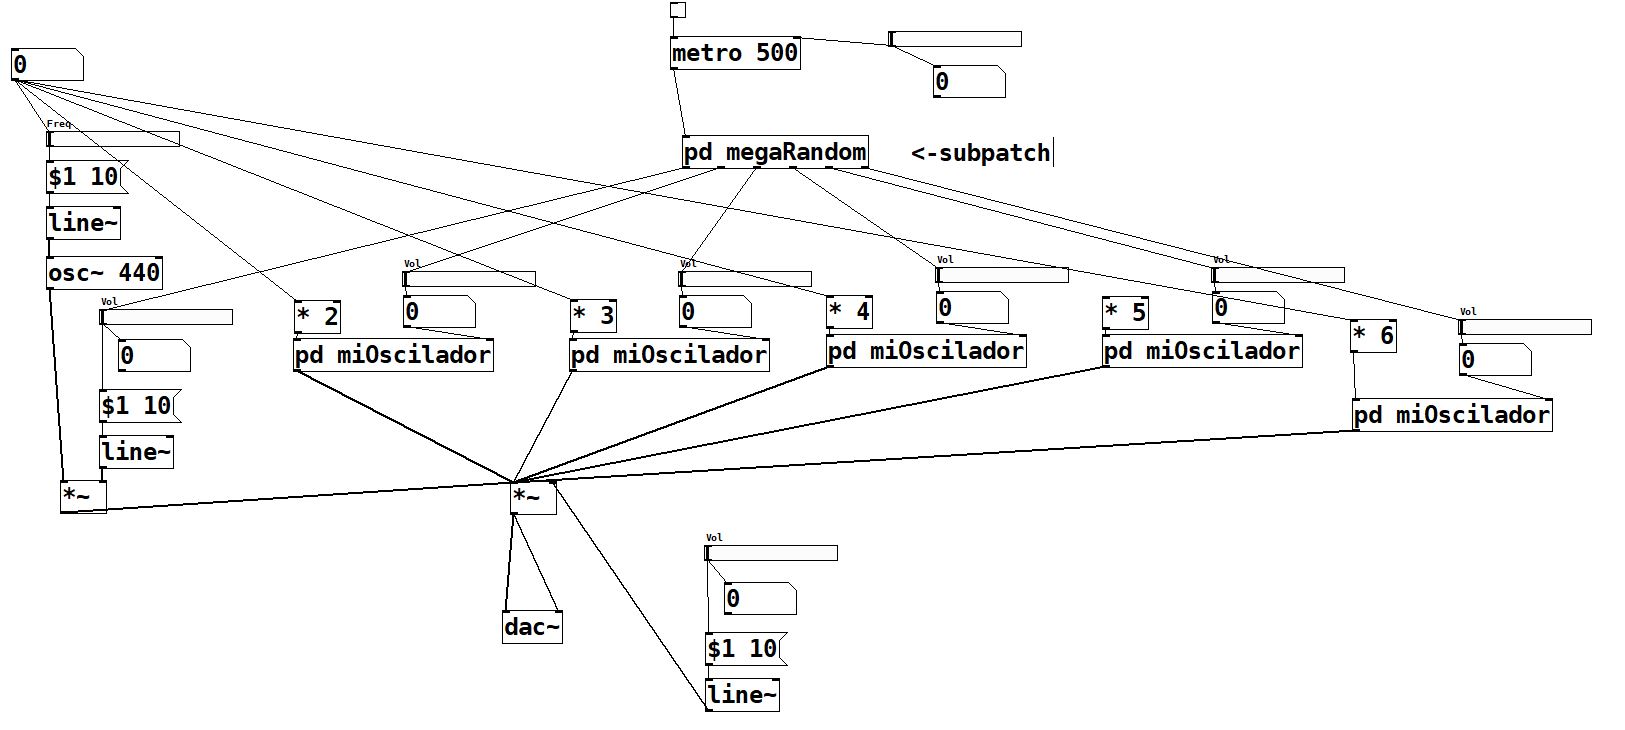 metro 500
0
0
Freq
$1 10
pd megaRandom
<-subpatch
line~
osc~ 440
Vol
Vol
Vol
Vol
Vol
Vol
* 2
0
* 3
0
* 4
0
* 5
0
* 6
0
0
pd miOscilador
pd miOscilador
pd miOscilador
pd miOscilador
pd miOscilador
$1 10
line~
*~
*~
Vol
0
dac~
$1 10
line~